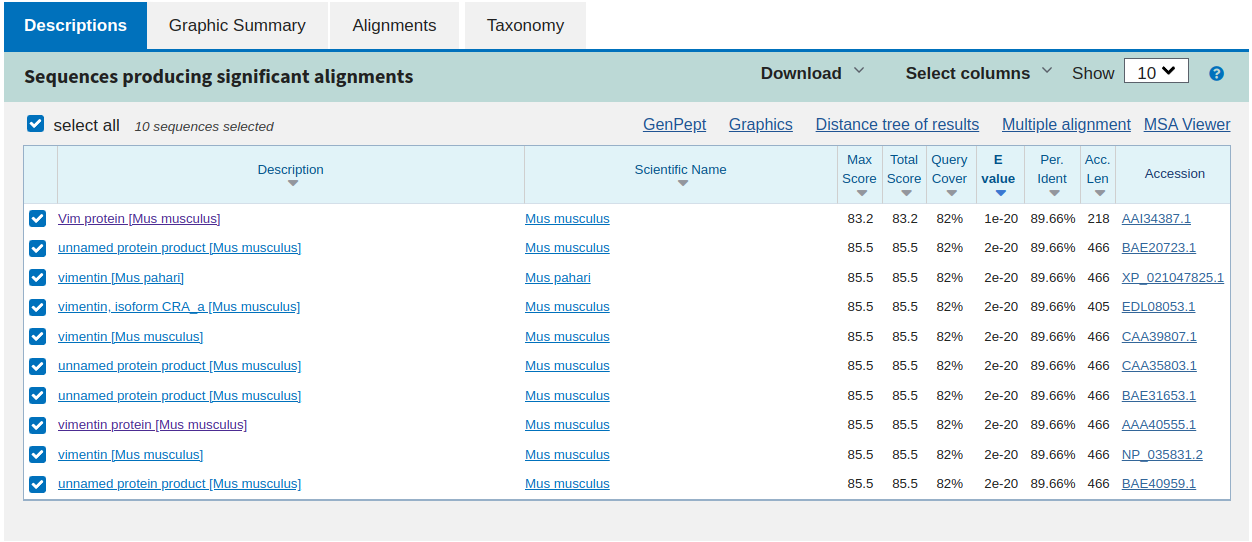 Descriptions Graphic Summary Alignments Taxonomy
Sequences producing significant alignments Download Select columns Show 10 ?
select all 10 sequences selected GenPept Graphics Distance tree of results Multiple alignment MSA Viewer
Description Scientific Name Max Score Total Score Query Cover E value Per. Ident Acc. Len Accession
Vim protein [Mus musculus] Mus musculus 83.2 83.2 82% 1e-20 89.66% 218 AAI34387.1
unnamed protein product [Mus musculus] Mus musculus 85.5 85.5 82% 2e-20 89.66% 466 BAE20723.1
vimentin [Mus pahari] Mus pahari 85.5 85.5 82% 2e-20 89.66% 466 XP_021047825.1
vimentin, isoform CRA_a [Mus musculus] Mus musculus 85.5 85.5 82% 2e-20 89.66% 405 EDL08053.1
vimentin [Mus musculus] Mus musculus 85.5 85.5 82% 2e-20 89.66% 466 CAA39807.1
unnamed protein product [Mus musculus] Mus musculus 85.5 85.5 82% 2e-20 89.66% 466 CAA35803.1
unnamed protein product [Mus musculus] Mus musculus 85.5 85.5 82% 2e-20 89.66% 466 BAE31653.1
vimentin protein [Mus musculus] Mus musculus 85.5 85.5 82% 2e-20 89.66% 466 AAA40555.1
vimentin [Mus musculus] Mus musculus 85.5 85.5 82% 2e-20 89.66% 466 NP_035831.2
unnamed protein product [Mus musculus] Mus musculus 85.5 85.5 82% 2e-20 89.66% 466 BAE40959.1